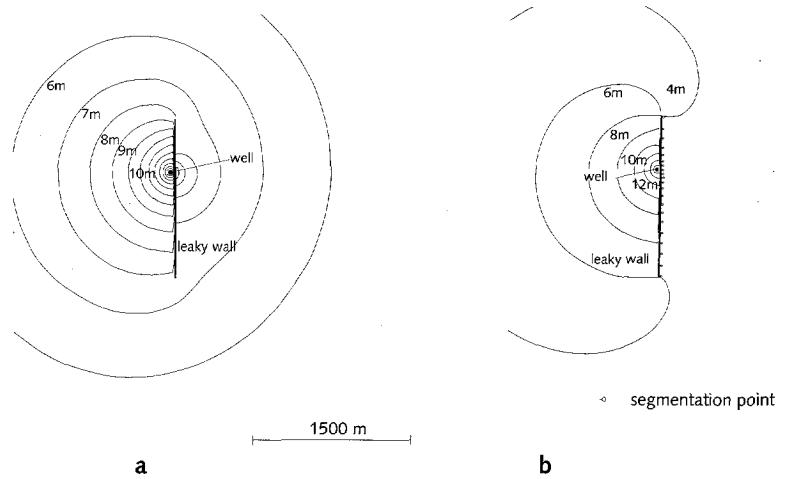 6m
7m
8m
9m
10m
well
leaky wall
a
6m
4m
8m
10m
well
12m
leaky wall
segmentation point
1500 m
b